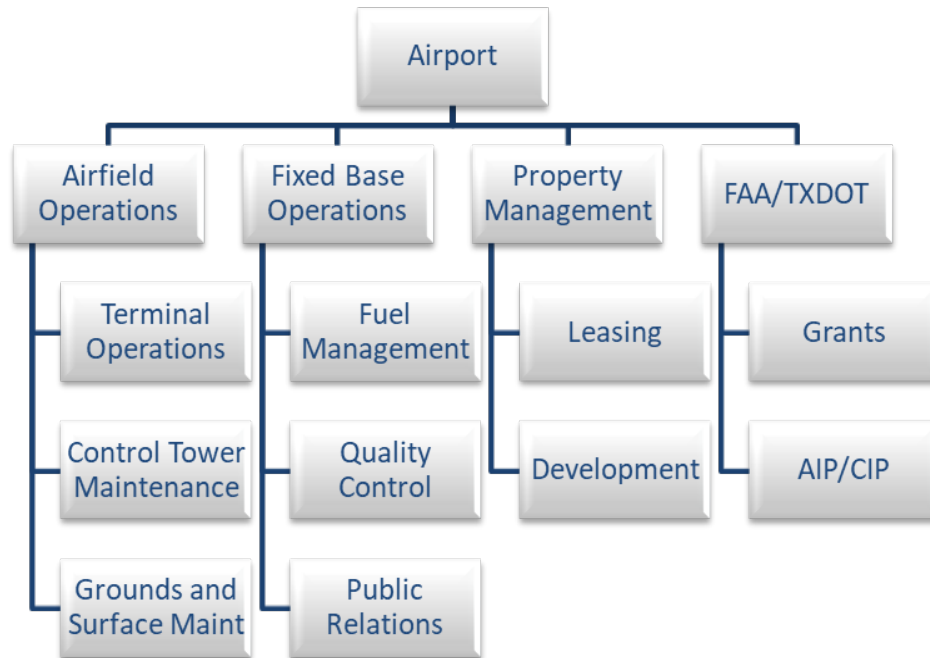 Airport
Airfield
Operations
Fixed Base
Operations
Property
Management
FAA/TXDOT
Terminal
Operations
Fuel
Management
Leasing
Grants
Control Tower
Maintenance
Quality
Control
Development
AIP/CIP
Grounds and
Surface Maint
Public
Relations